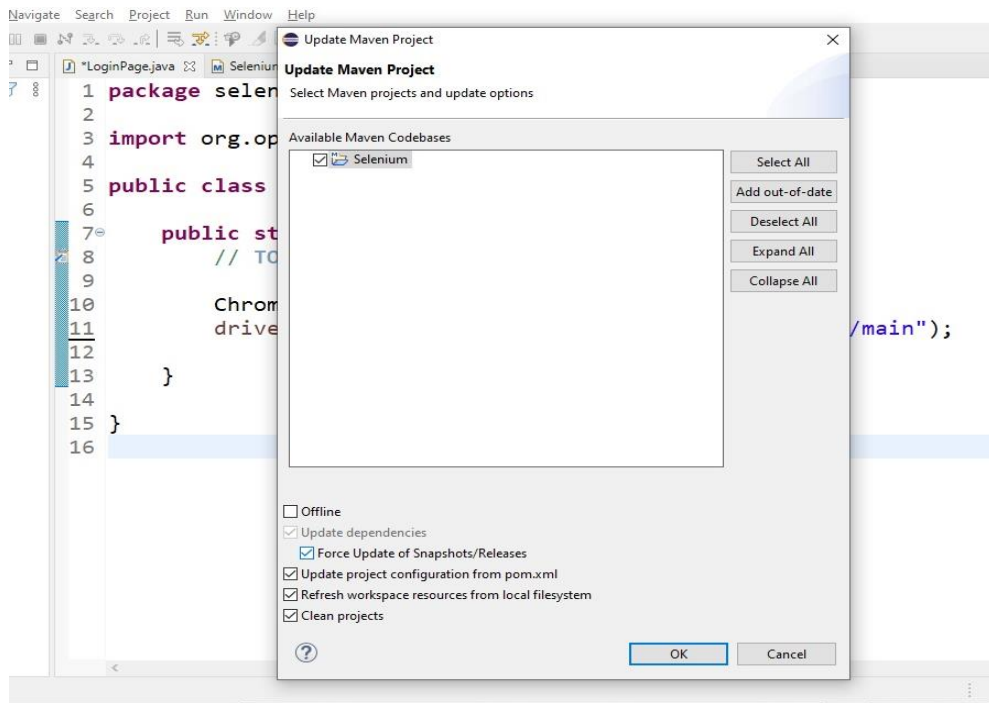 Navigate Search Project Run Window Help
*LoginPage.java Seleniur
Update Maven Project
Update Maven Project
Select Maven projects and update options
Available Maven Codebases
Selenium
Select All
Add out-of-date
Deselect All
Expand All
Collapse All
1 package selen
2
3 import org.op
4
5 public class
6
7 public st
8 // TO
9
10 Chrom
11 drive /main");
12
13 }
14
15 }
16
Offline
Update dependencies
Force Update of Snapshots/Releases
Update project configuration from pom.xml
Refresh workspace resources from local filesystem
Clean projects
OK Cancel